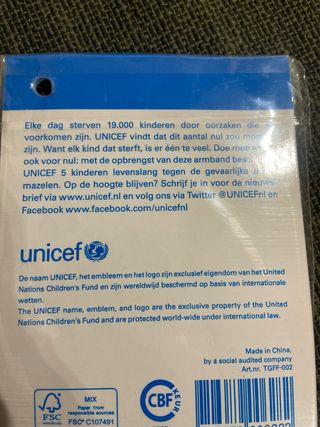 Elke dag sterven 19.000 kinderen door oorzaken die
voorkomen zijn. UNICEF vindt dat dit aantal nul zou moe
zijn. Want elk kind dat sterft, is er één te veel. Doe mee
ook voor nul: met de opbrengst van deze armband bes
UNICEF 5 kinderen levenslang tegen de gevaarlijke
mazelen. Op de hoogte blijven? Schrijf je in voor de nieuws-
brief via www.unicef.nl en volg ons via Twitter @UNICEFnl en
Facebook www.facebook.com/unicefnl
unicef
De naam UNICEF, het embleem en het logo zijn exclusief eigendom van het United
Nations Children's Fund en zijn wereldwijd beschermd op basis van internationale
wetten.
The UNICEF name, emblem, and logo are the exclusive property of the United
Nations Children's Fund and are protected world-wide under international law.
Made in China,
by a social audited company
Art.nr. TGFF-002
FSC
MIX
Paper from
responsible sources
FSC® C107491
CBF
KEUR